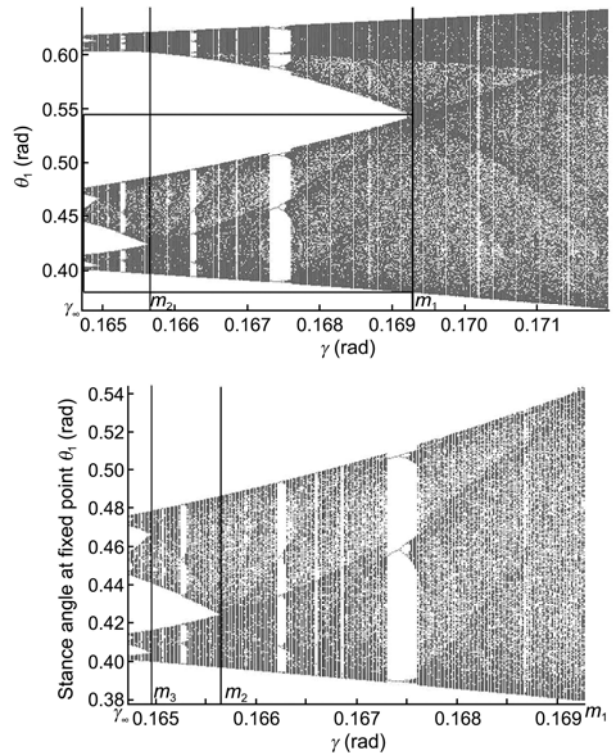 θ₁ (rad)
0.60
0.55
0.50
0.45
0.40
m₂
m₁
γ∞
0.165
0.166
0.167
0.168
0.169
0.170
0.171
γ (rad)
Stance angle at fixed point θ₁ (rad)
0.54
0.52
0.50
0.48
0.46
0.44
0.42
0.40
0.38
m₃
m₂
m₁
γ∞
0.165
0.166
0.167
0.168
0.169
γ (rad)